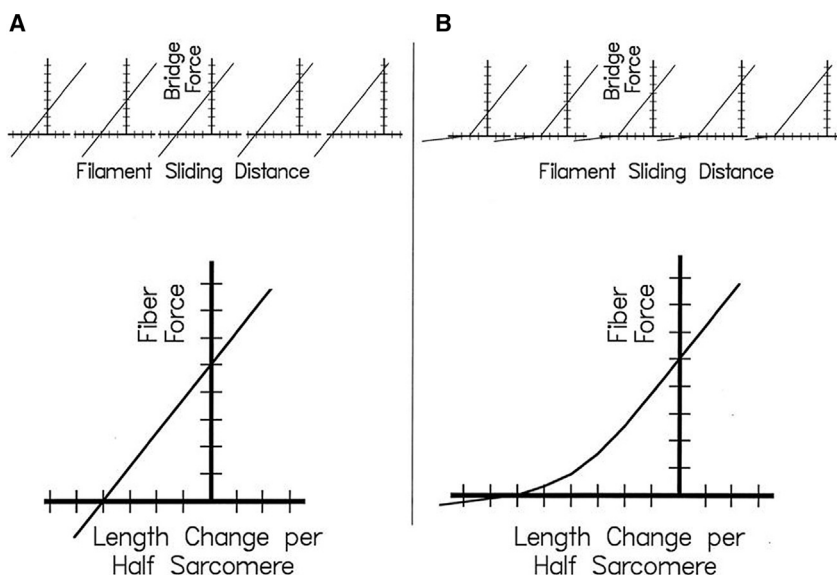 A
Bridge
Force
Filament Sliding Distance
Fiber
Force
Length Change per
Half Sarcomere
B
Bridge
Force
Filament Sliding Distance
Fiber
Force
Length Change per
Half Sarcomere